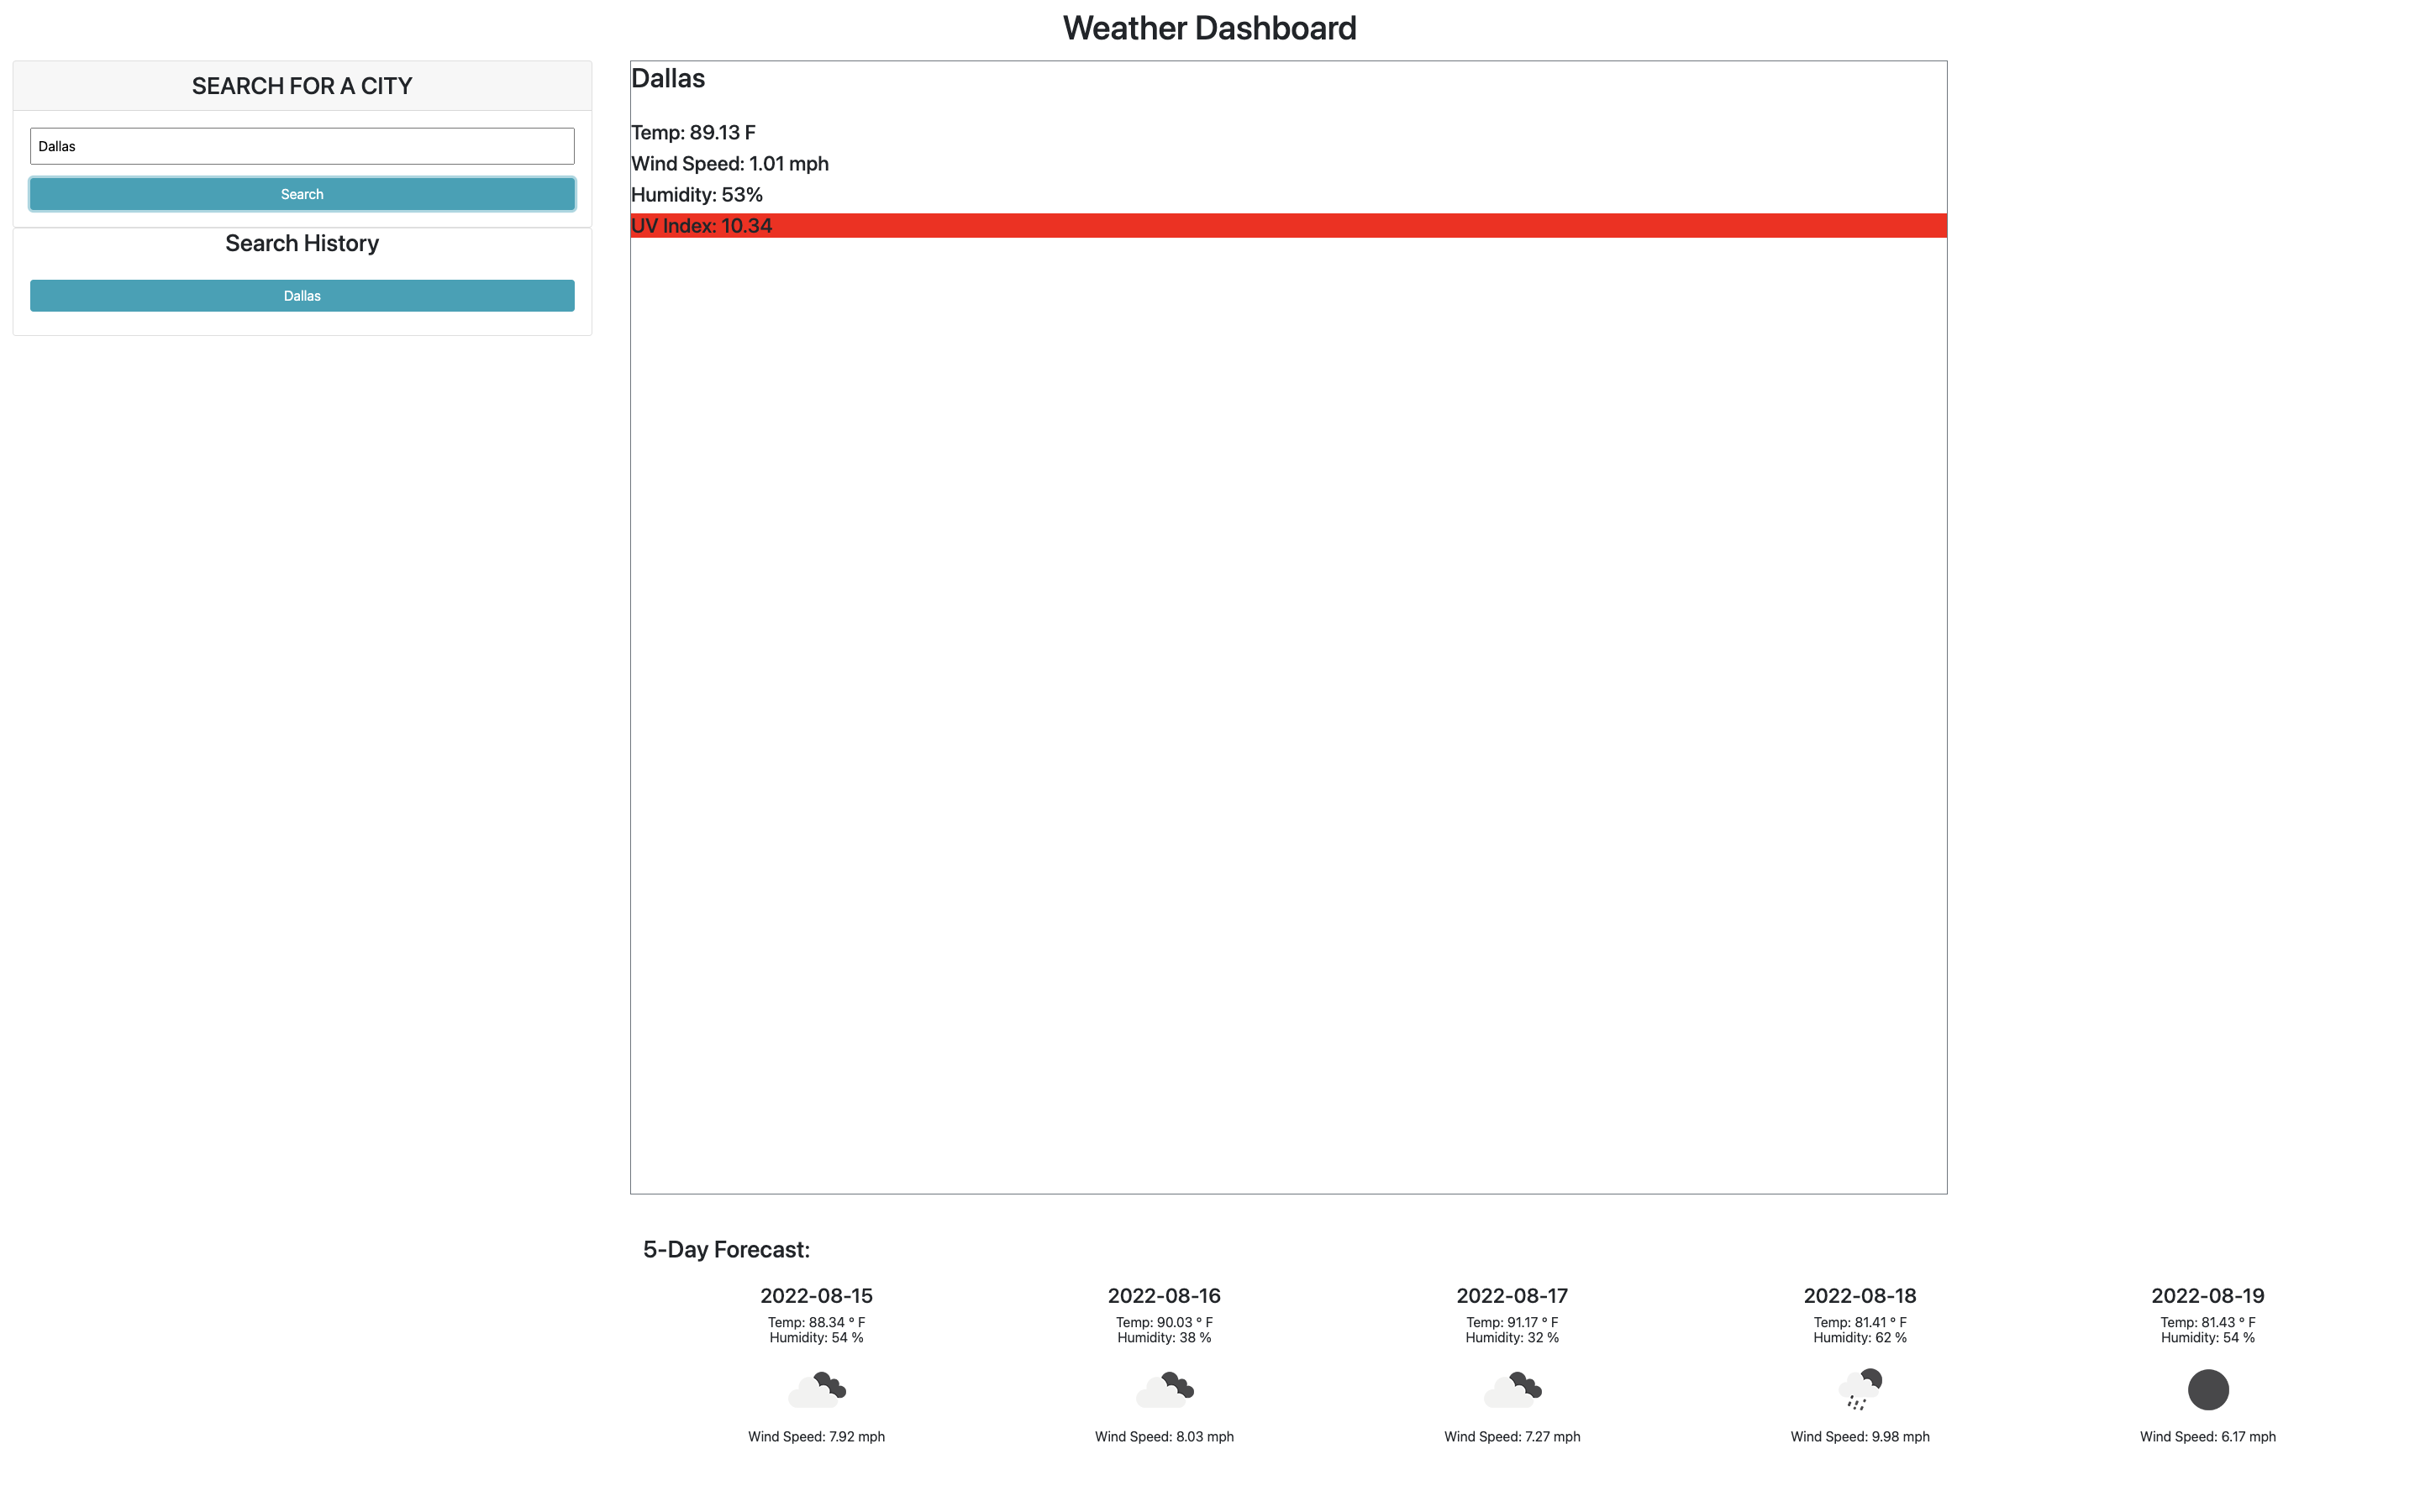 Weather Dashboard
SEARCH FOR A CITY
Dallas
Search
Search History
Dallas
Dallas
Temp: 89.13 F
Wind Speed: 1.01 mph
Humidity: 53%
UV Index: 10.34
5-Day Forecast:
2022-08-15
Temp: 88.34 ° F
Humidity: 54 %
Wind Speed: 7.92 mph
2022-08-16
Temp: 90.03 ° F
Humidity: 38 %
Wind Speed: 8.03 mph
2022-08-17
Temp: 91.17 ° F
Humidity: 32 %
Wind Speed: 7.27 mph
2022-08-18
Temp: 81.41 ° F
Humidity: 62 %
Wind Speed: 9.98 mph
2022-08-19
Temp: 81.43 ° F
Humidity: 54 %
Wind Speed: 6.17 mph